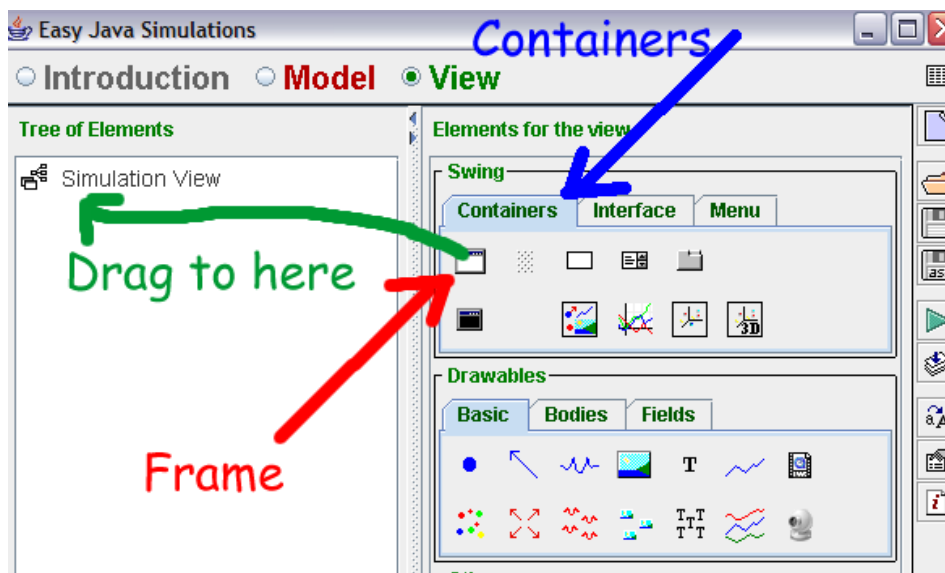 Easy Java Simulations
Containers
Introduction Model View
Tree of Elements
Elements for the view
Simulation View
Swing
Containers Interface Menu
Drag to here
3D
Frame
Drawables
Basic Bodies Fields
T
T T
T T T